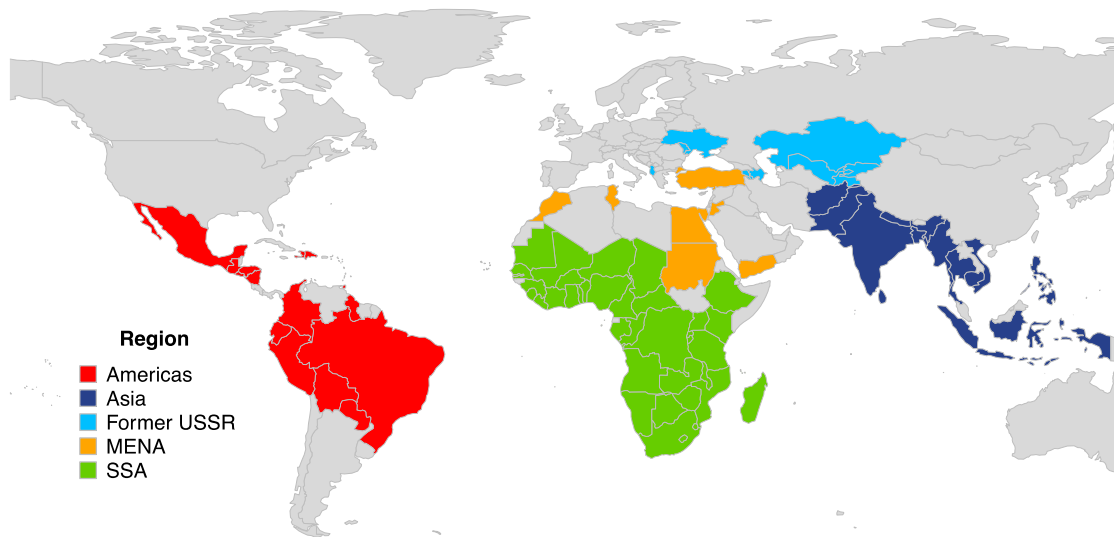 Region
Americas
Asia
Former USSR
MENA
SSA